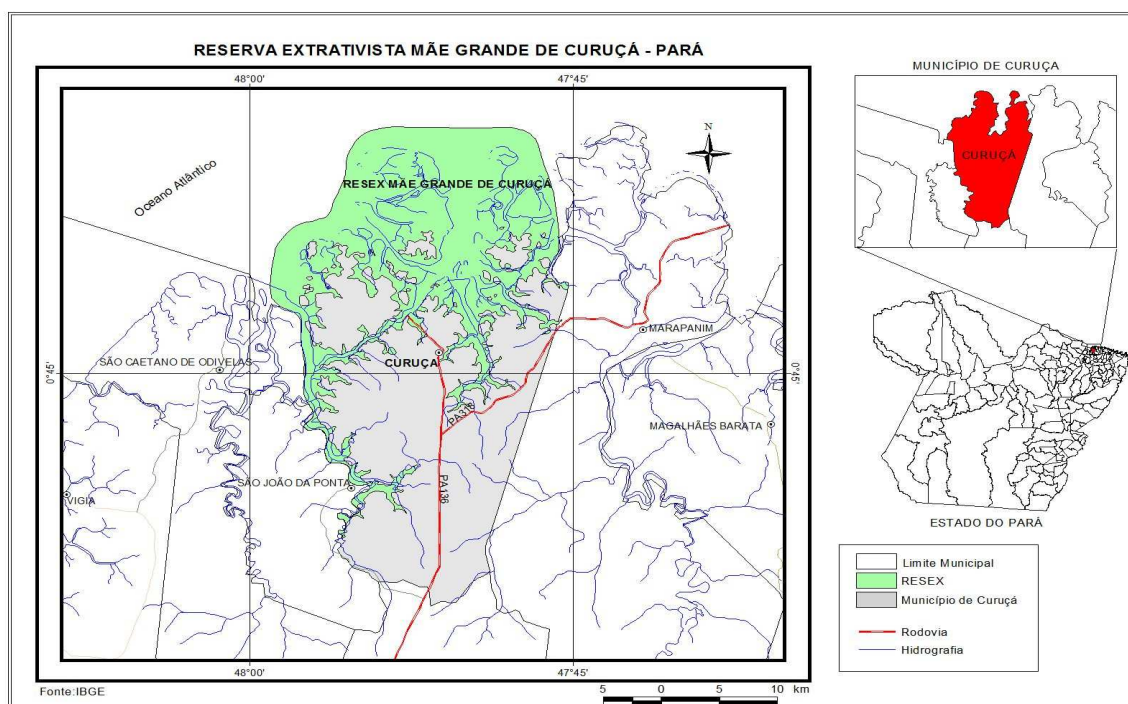 RESERVA EXTRATIVISTA MÃE GRANDE DE CURUÇÁ - PARÁ
48°00'
47°45'
N
Oceano Atlântico
RESEX MÃE GRANDE DE CURUÇÁ
MARAPANIM
CURUÇÁ
SÃO CAETANO DE ODIVELAS
0°45'
0°45'
PA318
MAGALHÃES BARATA
SÃO JOÃO DA PONTA
PA136
VIGIA
48°00'
47°45'
Fonte:IBGE
5 0 5 10 km
MUNICÍPIO DE CURUÇA
CURUÇÁ
ESTADO DO PARÁ
Limite Municipal
RESEX
Município de Curuçá
Rodovia
Hidrografia